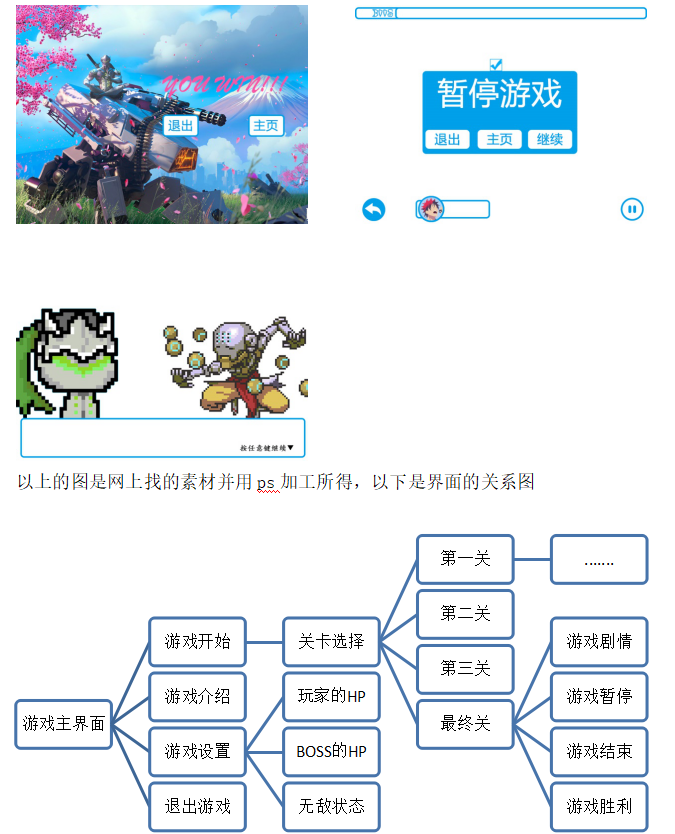 YOU WIN!!!
退出
主页
BOOS
暂停游戏
退出
主页
继续
按任意键继续▼
以上的图是网上找的素材并用 ps 加工所得，以下是界面的关系图
第一关
…….
第二关
游戏开始
关卡选择
游戏剧情
第三关
游戏介绍
玩家的HP
游戏暂停
游戏主界面
最终关
游戏设置
BOSS的HP
游戏结束
退出游戏
无敌状态
游戏胜利